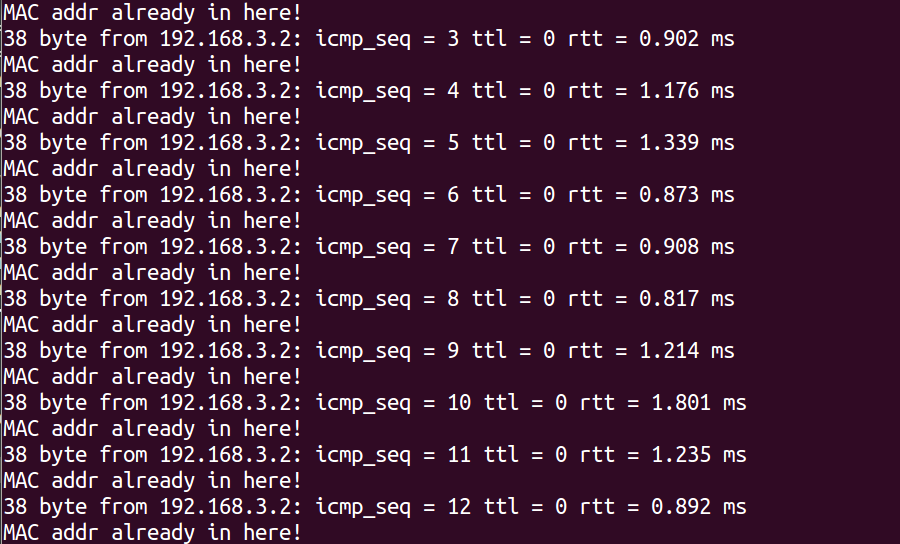 MAC addr already in here!
38 byte from 192.168.3.2: icmp_seq = 3 ttl = 0 rtt = 0.902 ms
MAC addr already in here!
38 byte from 192.168.3.2: icmp_seq = 4 ttl = 0 rtt = 1.176 ms
MAC addr already in here!
38 byte from 192.168.3.2: icmp_seq = 5 ttl = 0 rtt = 1.339 ms
MAC addr already in here!
38 byte from 192.168.3.2: icmp_seq = 6 ttl = 0 rtt = 0.873 ms
MAC addr already in here!
38 byte from 192.168.3.2: icmp_seq = 7 ttl = 0 rtt = 0.908 ms
MAC addr already in here!
38 byte from 192.168.3.2: icmp_seq = 8 ttl = 0 rtt = 0.817 ms
MAC addr already in here!
38 byte from 192.168.3.2: icmp_seq = 9 ttl = 0 rtt = 1.214 ms
MAC addr already in here!
38 byte from 192.168.3.2: icmp_seq = 10 ttl = 0 rtt = 1.801 ms
MAC addr already in here!
38 byte from 192.168.3.2: icmp_seq = 11 ttl = 0 rtt = 1.235 ms
MAC addr already in here!
38 byte from 192.168.3.2: icmp_seq = 12 ttl = 0 rtt = 0.892 ms
MAC addr already in here!